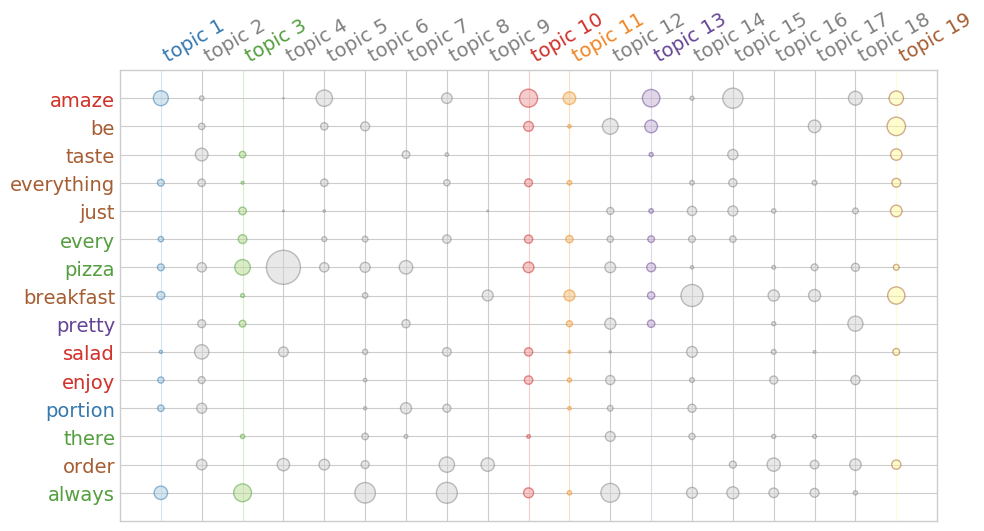 topic 1
topic 2
topic 3
topic 4
topic 5
topic 6
topic 7
topic 8
topic 9
topic 10
topic 11
topic 12
topic 13
topic 14
topic 15
topic 16
topic 17
topic 18
topic 19
amaze
be
taste
everything
just
every
pizza
breakfast
pretty
salad
enjoy
portion
there
order
always